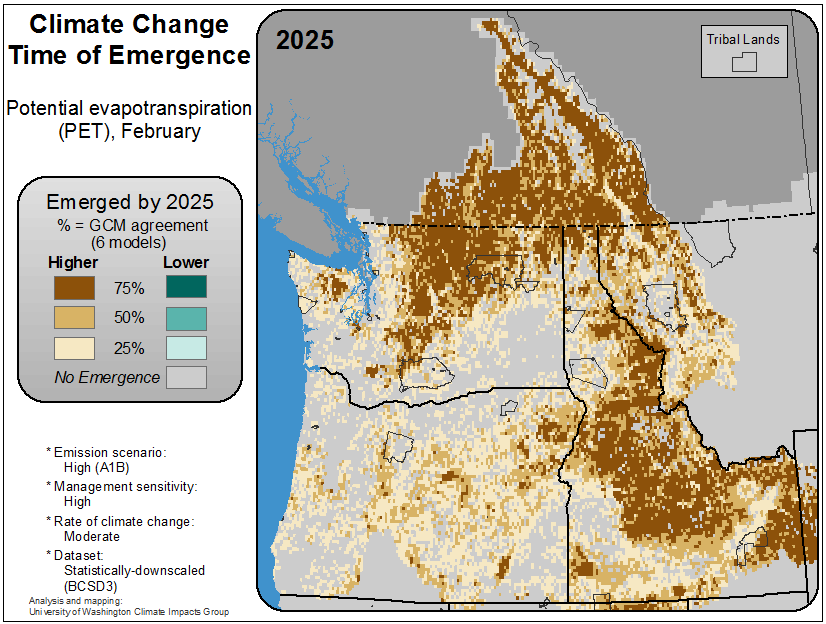 Climate Change
Time of Emergence
Potential evapotranspiration
(PET), February
Emerged by 2025
% = GCM agreement
(6 models)
Higher Lower
75%
50%
25%
No Emergence
* Emission scenario:
High (A1B)
* Management sensitivity:
High
* Rate of climate change:
Moderate
* Dataset:
Statistically-downscaled
(BCSD3)
Analysis and mapping:
University of Washington Climate Impacts Group
2025
Tribal Lands